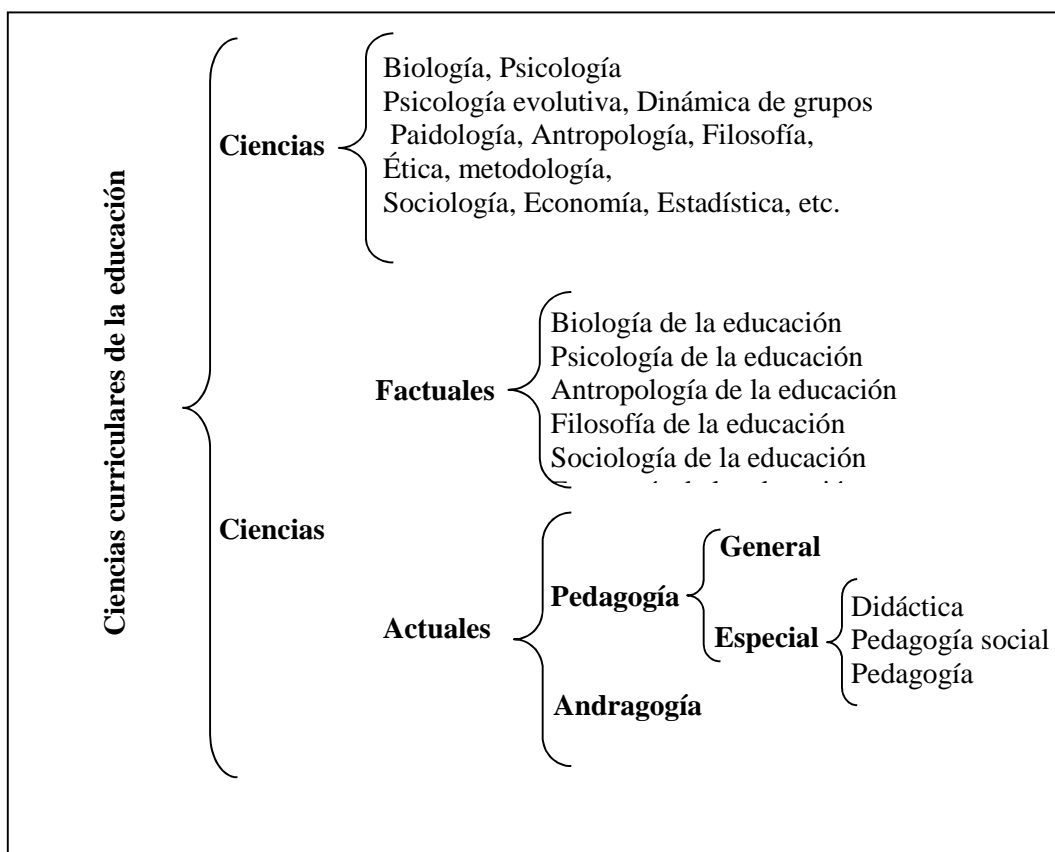 Ciencias curriculares de la educación
Ciencias
Biología, Psicología
Psicología evolutiva, Dinámica de grupos
Paidología, Antropología, Filosofía,
Ética, metodología,
Sociología, Economía, Estadística, etc.
Ciencias
Factuales
Biología de la educación
Psicología de la educación
Antropología de la educación
Filosofía de la educación
Sociología de la educación
Actuales
Pedagogía
General
Especial
Didáctica
Pedagogía social
Pedagogía
Andragogía